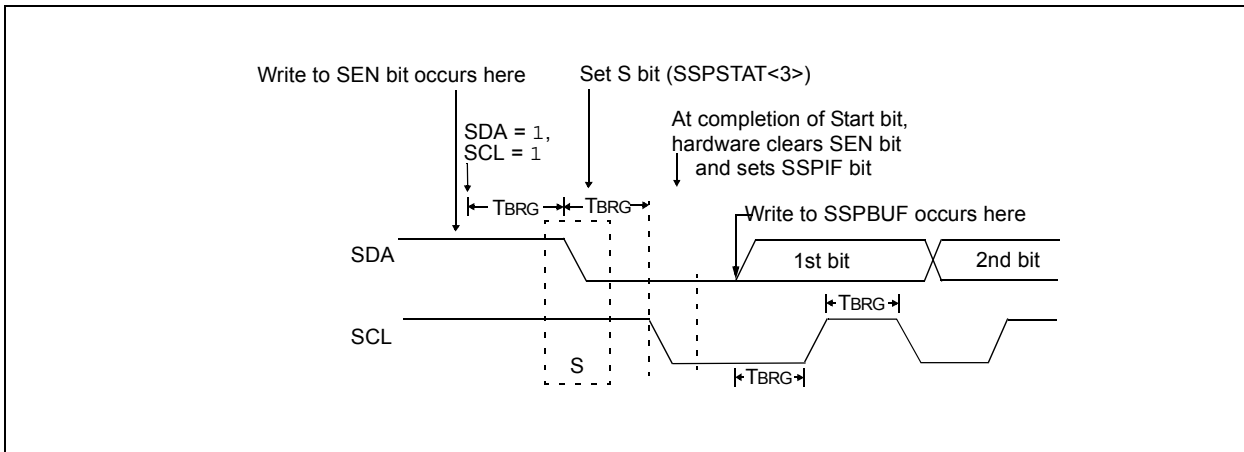 Write to SEN bit occurs here
Set S bit (SSPSTAT<3>)
SDA = 1,
SCL = 1
At completion of Start bit,
hardware clears SEN bit
and sets SSPIF bit
TBRG
TBRG
Write to SSPBUF occurs here
SDA
1st bit
2nd bit
TBRG
SCL
S
TBRG